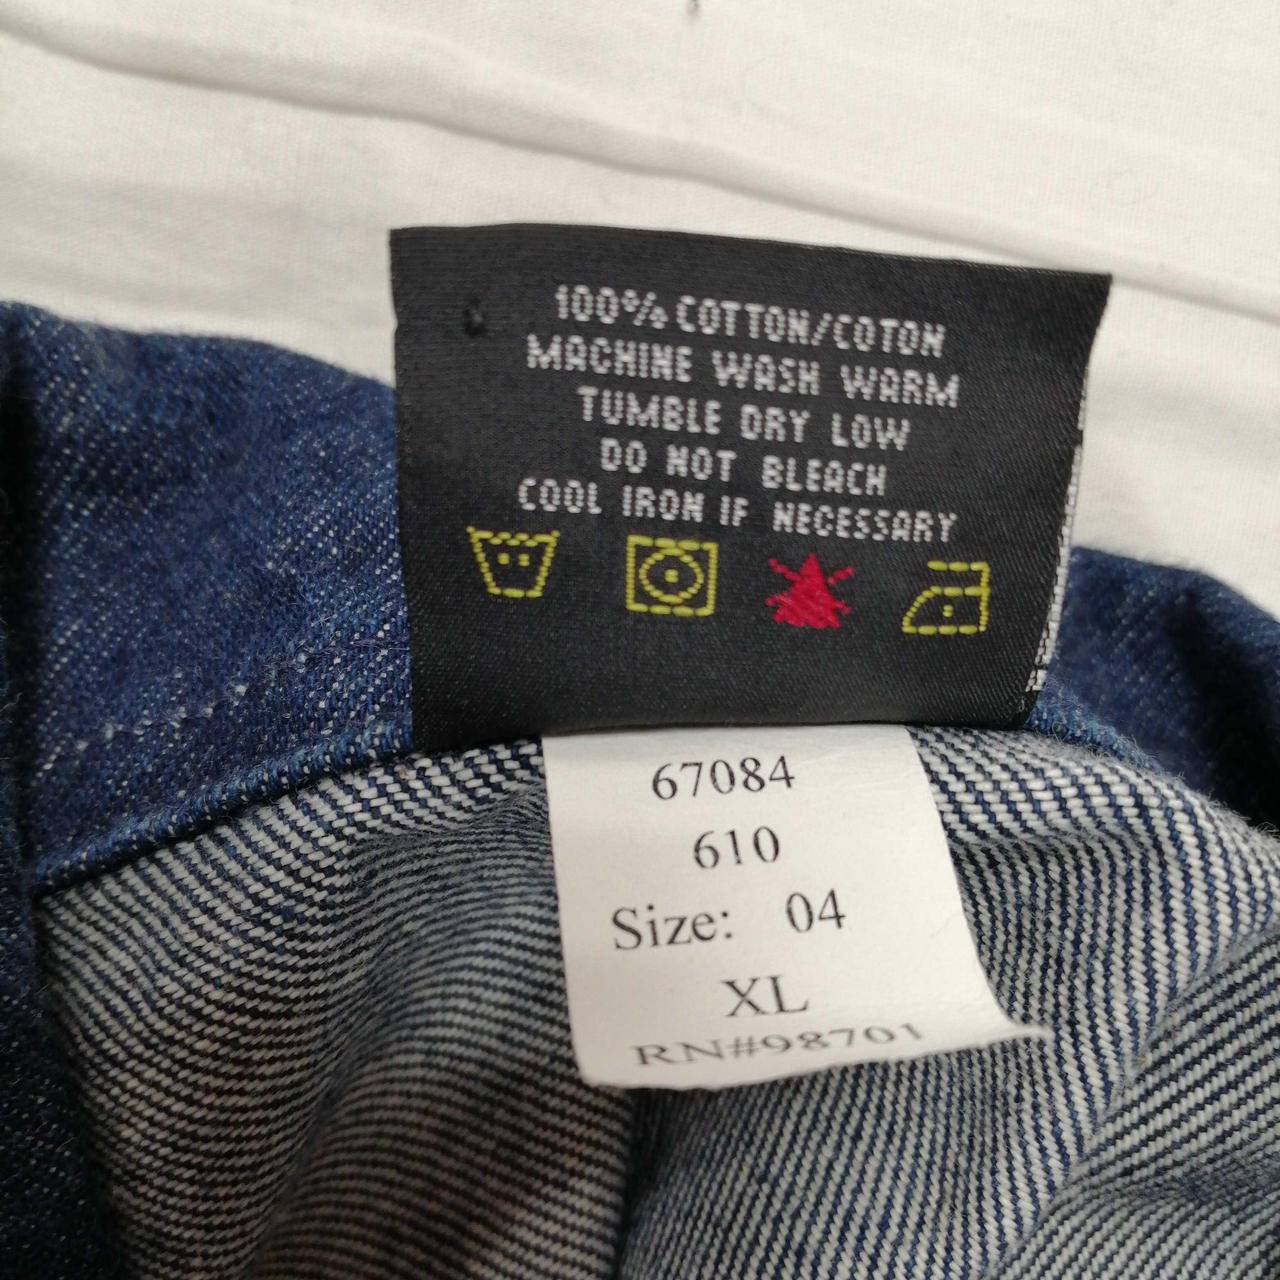 100% COTTON/COTON
MACHINE WASH WARM
TUMBLE DRY LOW
DO NOT BLEACH
COOL IRON IF NECESSARY
67084
610
Size: 04
XL
RN#98701